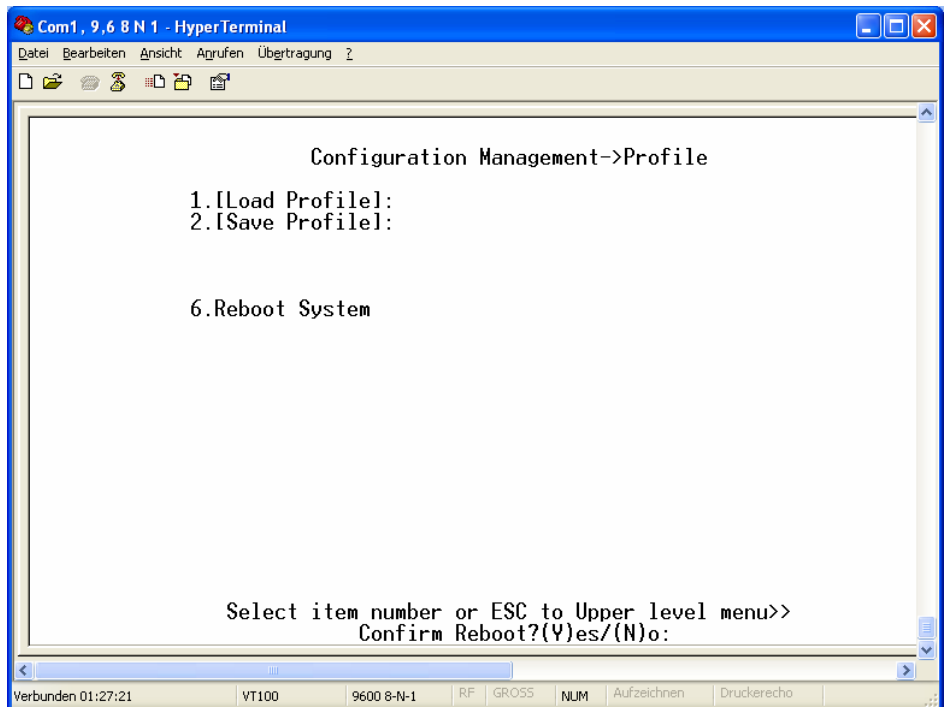 Com1, 9,6 8 N 1 - HyperTerminal
Datei Bearbeiten Ansicht Anrufen Übertragung ?
Configuration Management->Profile
1.[Load Profile]:
2.[Save Profile]:
6.Reboot System
Select item number or ESC to Upper level menu>>
Confirm Reboot?(Y)es/(N)o:
Verbunden 01:27:21 VT100 9600 8-N-1 RF GROSS NUM Aufzeichnen Druckerecho